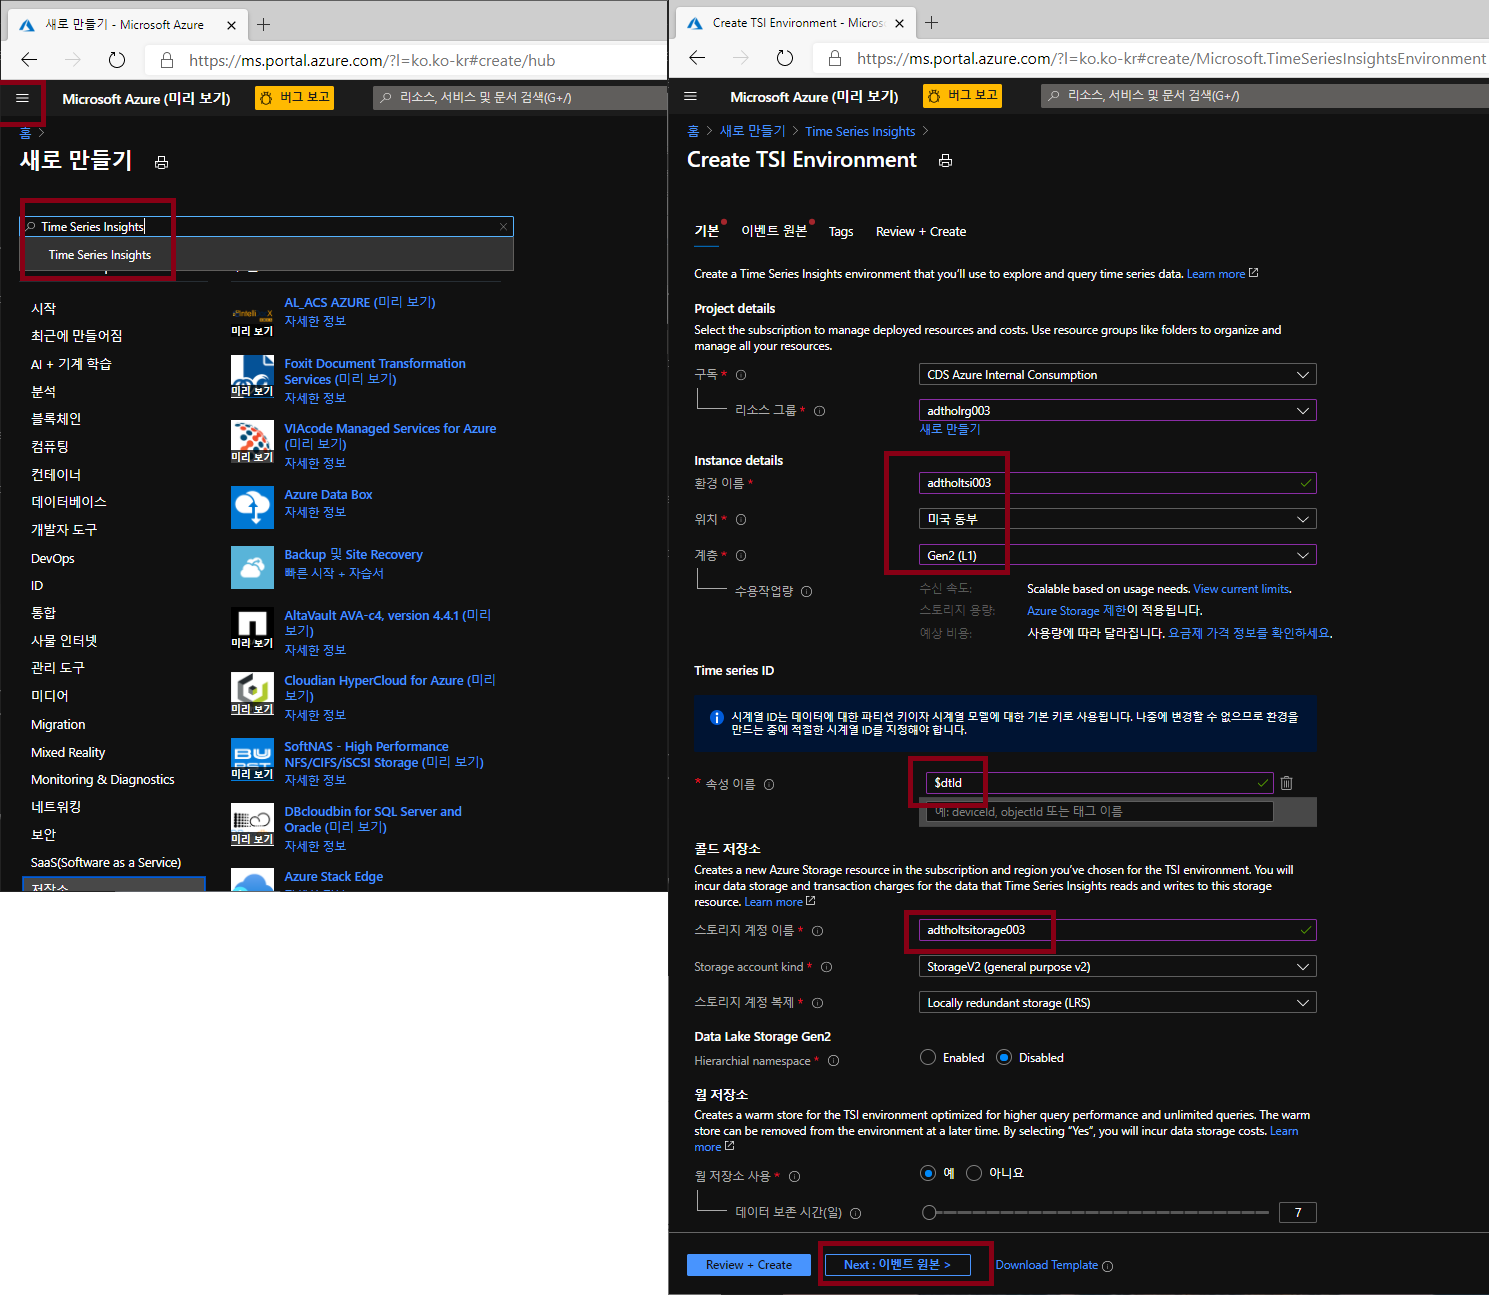 새로 만들기 - Microsoft Azure
https://ms.portal.azure.com/?l=ko.ko-kr#create/hub
Microsoft Azure (미리 보기)
버그 보고
리소스, 서비스 및 문서 검색(G+/)
홈 >
새로 만들기
Time Series Insights
Time Series Insights
시작
최근에 만들어짐
AI + 기계 학습
분석
블록체인
컴퓨팅
컨테이너
데이터베이스
개발자 도구
DevOps
ID
통합
사물 인터넷
관리 도구
미디어
Migration
Mixed Reality
Monitoring & Diagnostics
네트워킹
보안
SaaS(Software as a Service)
저장소
미리 보기
AL_ACS AZURE (미리 보기)
자세한 정보
미리 보기
Foxit Document Transformation
Services (미리 보기)
자세한 정보
미리 보기
VIAcode Managed Services for Azure
(미리 보기)
자세한 정보
Azure Data Box
자세한 정보
Backup 및 Site Recovery
빠른 시작 + 자습서
미리 보기
AltaVault AVA-c4, version 4.4.1 (미리
보기)
자세한 정보
미리 보기
Cloudian HyperCloud for Azure (미리
보기)
자세한 정보
미리 보기
SoftNAS - High Performance
NFS/CIFS/iSCSI Storage (미리 보기)
자세한 정보
미리 보기
DBcloudbin for SQL Server and
Oracle (미리 보기)
자세한 정보
Azure Stack Edge
Create TSI Environment - Micros
https://ms.portal.azure.com/?l=ko.ko-kr#create/Microsoft.TimeSeriesInsightsEnvironment
Microsoft Azure (미리 보기)
버그 보고
리소스, 서비스 및 문서 검색(G+/)
홈 > 새로 만들기 > Time Series Insights >
Create TSI Environment
기본 이벤트 원본 Tags Review + Create
Create a Time Series Insights environment that you'll use to explore and query time series data. Learn more
Project details
Select the subscription to manage deployed resources and costs. Use resource groups like folders to organize and
manage all your resources.
구독 * CDS Azure Internal Consumption
리소스 그룹 * adtholrg003
새로 만들기
Instance details
환경 이름 * adtholtsi003
위치 * 미국 동부
계층 * Gen2 (L1)
수용작업량
수신 속도: Scalable based on usage needs. View current limits.
스토리지 용량: Azure Storage 제한이 적용됩니다.
예상 비용: 사용량에 따라 달라집니다. 요금제 가격 정보를 확인하세요.
Time series ID
시계열 ID는 데이터에 대한 파티션 키이자 시계열 모델에 대한 기본 키로 사용됩니다. 나중에 변경할 수 없으므로 환경을
만드는 중에 적절한 시계열 ID를 지정해야 합니다.
* 속성 이름 $dtId
예: deviceId, objectId 또는 태그 이름
콜드 저장소
Creates a new Azure Storage resource in the subscription and region you've chosen for the TSI environment. You will
incur data storage and transaction charges for the data that Time Series Insights reads and writes to this storage
resource. Learn more
스토리지 계정 이름 * adtholtsitorage003
Storage account kind * StorageV2 (general purpose v2)
스토리지 계정 복제 * Locally redundant storage (LRS)
Data Lake Storage Gen2
Hierarchial namespace * Enabled Disabled
웜 저장소
Creates a warm store for the TSI environment optimized for higher query performance and unlimited queries. The warm
store can be removed from the environment at a later time. By selecting “Yes”, you will incur data storage costs. Learn
more
웜 저장소 사용 * 예 아니요
데이터 보존 시간(일) 7
Review + Create
Next : 이벤트 원본 >
Download Template